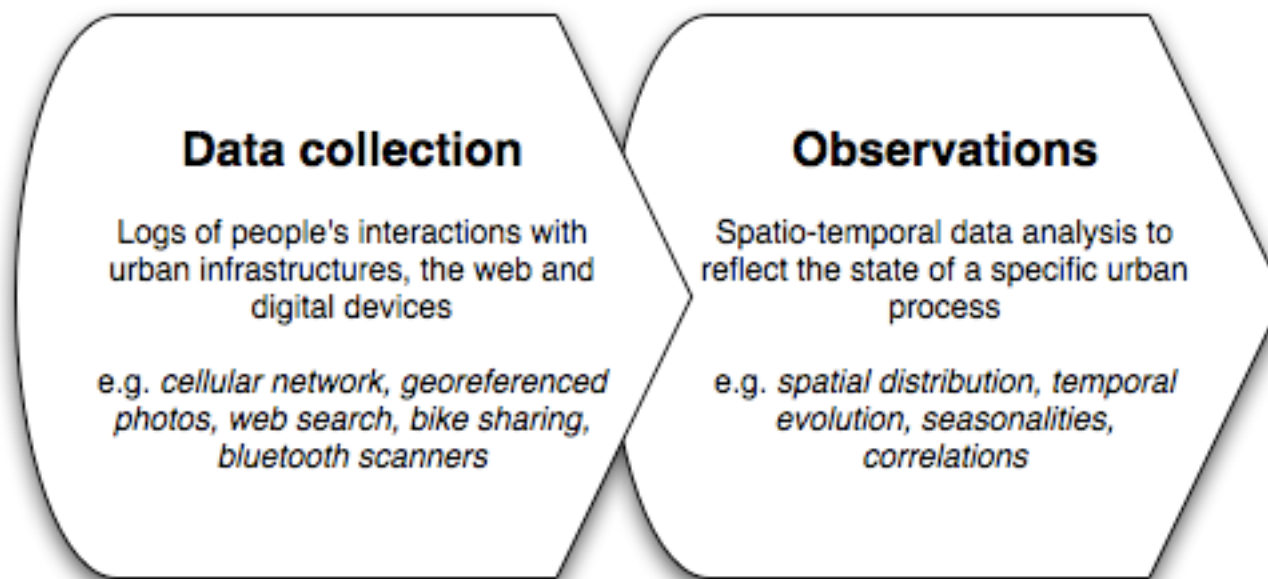 Data collection
Logs of people's interactions with
urban infrastructures, the web and
digital devices
e.g. cellular network, georeferenced
photos, web search, bike sharing,
bluetooth scanners
Observations
Spatio-temporal data analysis to
reflect the state of a specific urban
process
e.g. spatial distribution, temporal
evolution, seasonalities,
correlations